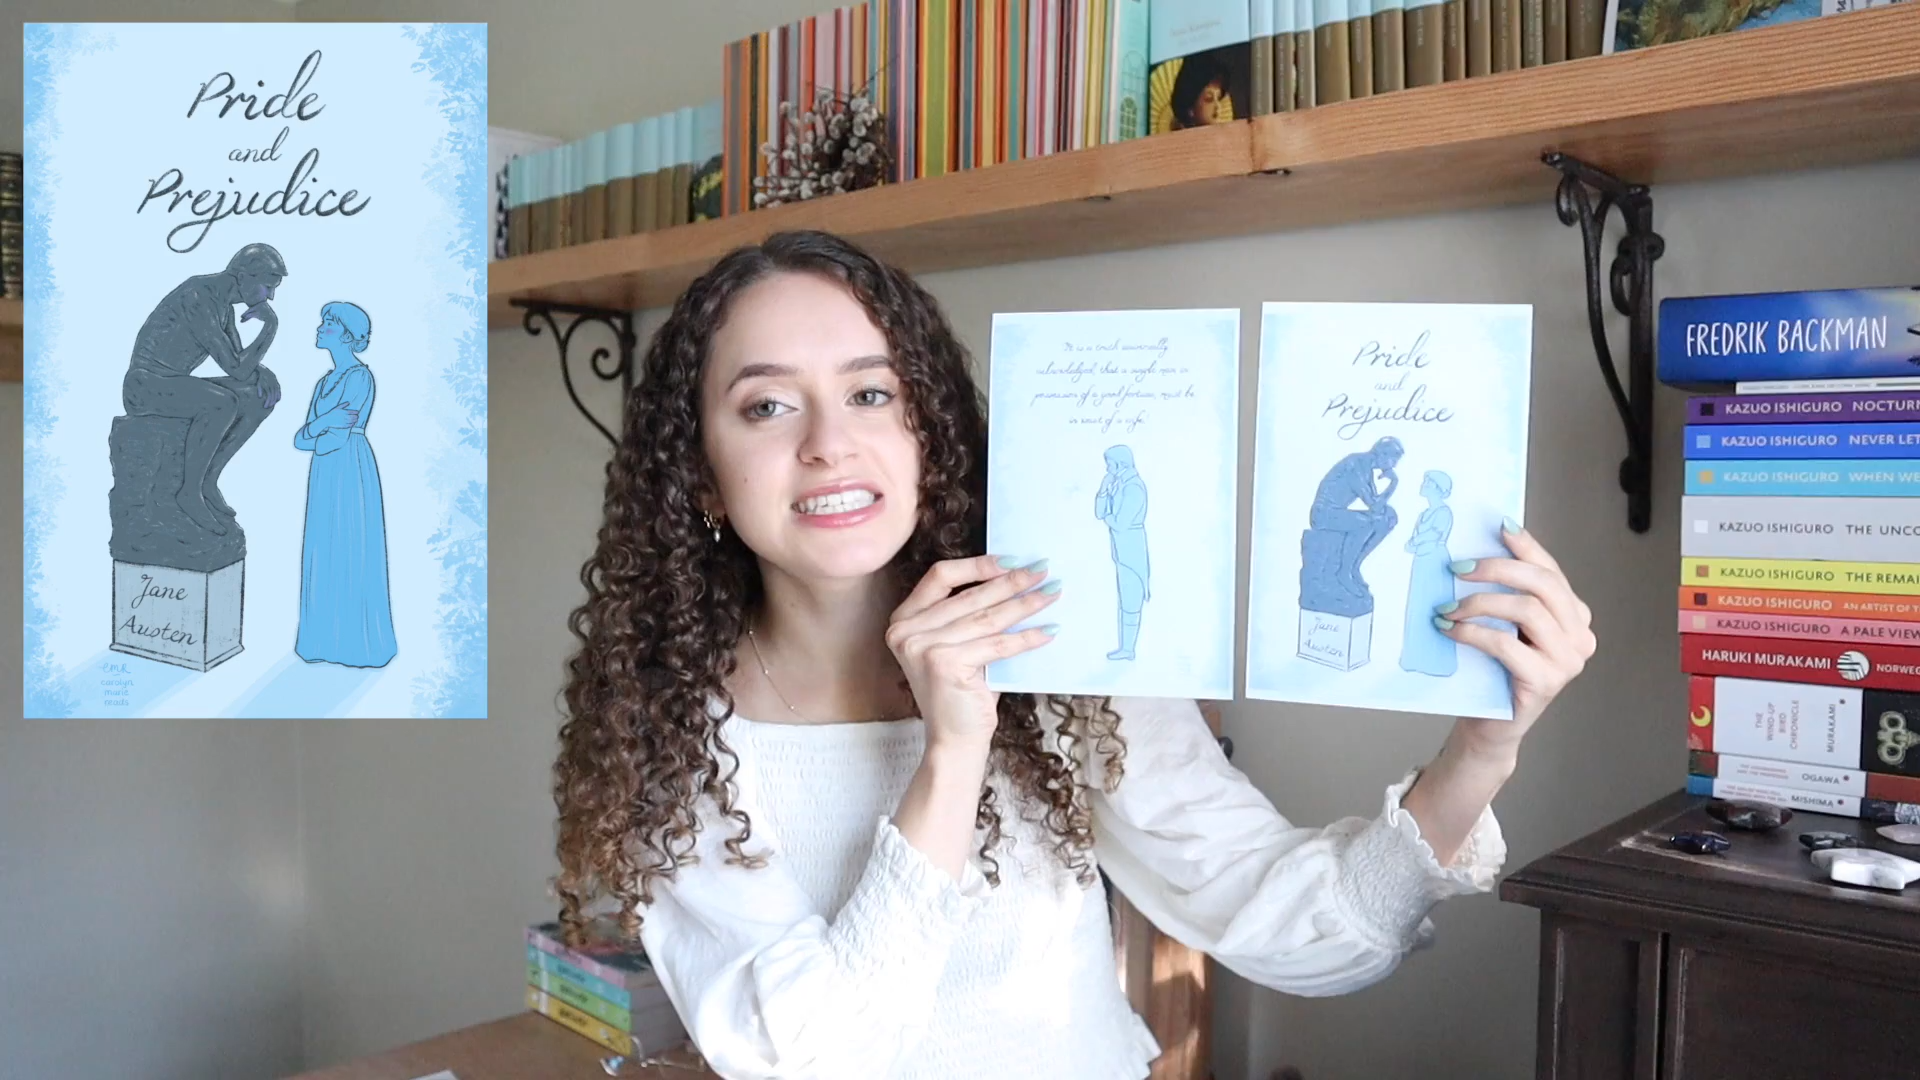 Pride
and
Prejudice
Jane
Austen
emk
carolyn
marie
reads
It is a truth universally
acknowledged, that a single man in
possession of a good fortune, must be
in want of a wife.
Pride
and
Prejudice
Jane
Austen
FREDRIK BACKMAN
KAZUO ISHIGURO NOCTURN
KAZUO ISHIGURO NEVER LET
KAZUO ISHIGURO WHEN WE
KAZUO ISHIGURO THE UNCO
KAZUO ISHIGURO THE REMAI
KAZUO ISHIGURO AN ARTIST OF T
KAZUO ISHIGURO A PALE VIEW
HARUKI MURAKAMI NORWEG
THE
WIND-UP
BIRD
CHRONICLE
MURAKAMI
OGAWA
MISHIMA